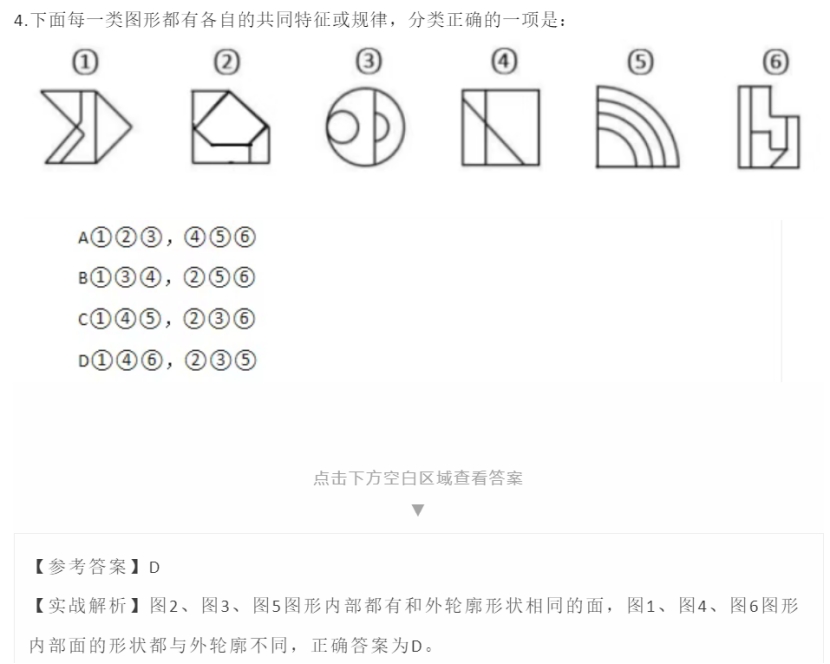 4.下面每一类图形都有各自的共同特征或规律，分类正确的一项是：
① ② ③ ④ ⑤ ⑥
A①②③，④⑤⑥
B①③④，②⑤⑥
C①④⑤，②③⑥
D①④⑥，②③⑤
点击下方空白区域查看答案
▼
【参考答案】D
【实战解析】图2、图3、图5图形内部都有和外轮廓形状相同的面，图1、图4、图6图形
内部面的形状都与外轮廓不同，正确答案为D。